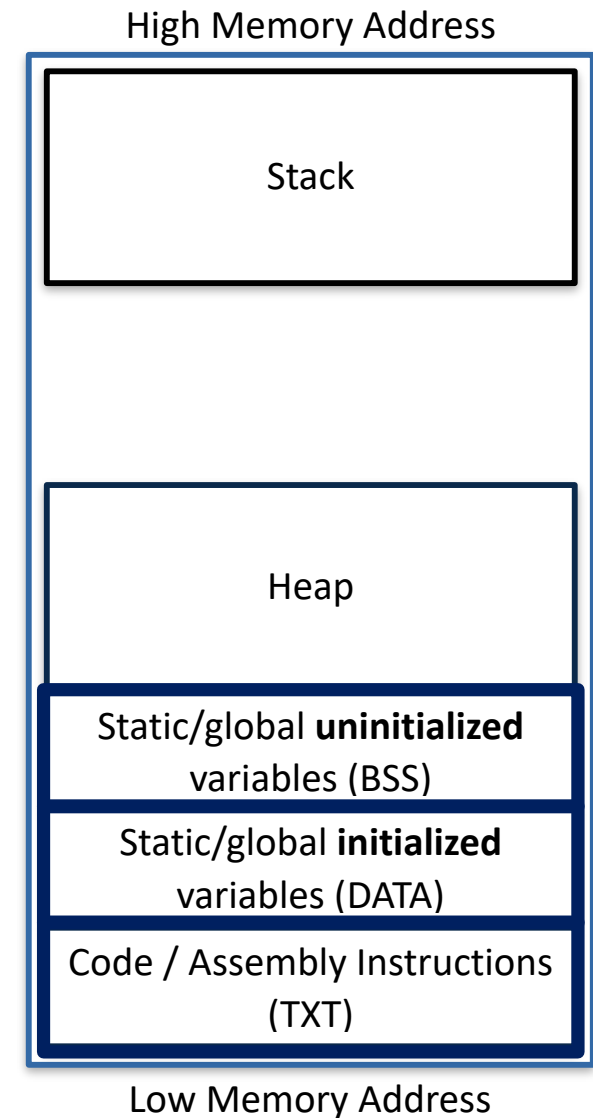 High Memory Address
Stack
Heap
Static/global uninitialized
variables (BSS)
Static/global initialized
variables (DATA)
Code / Assembly Instructions
(TXT)
Low Memory Address